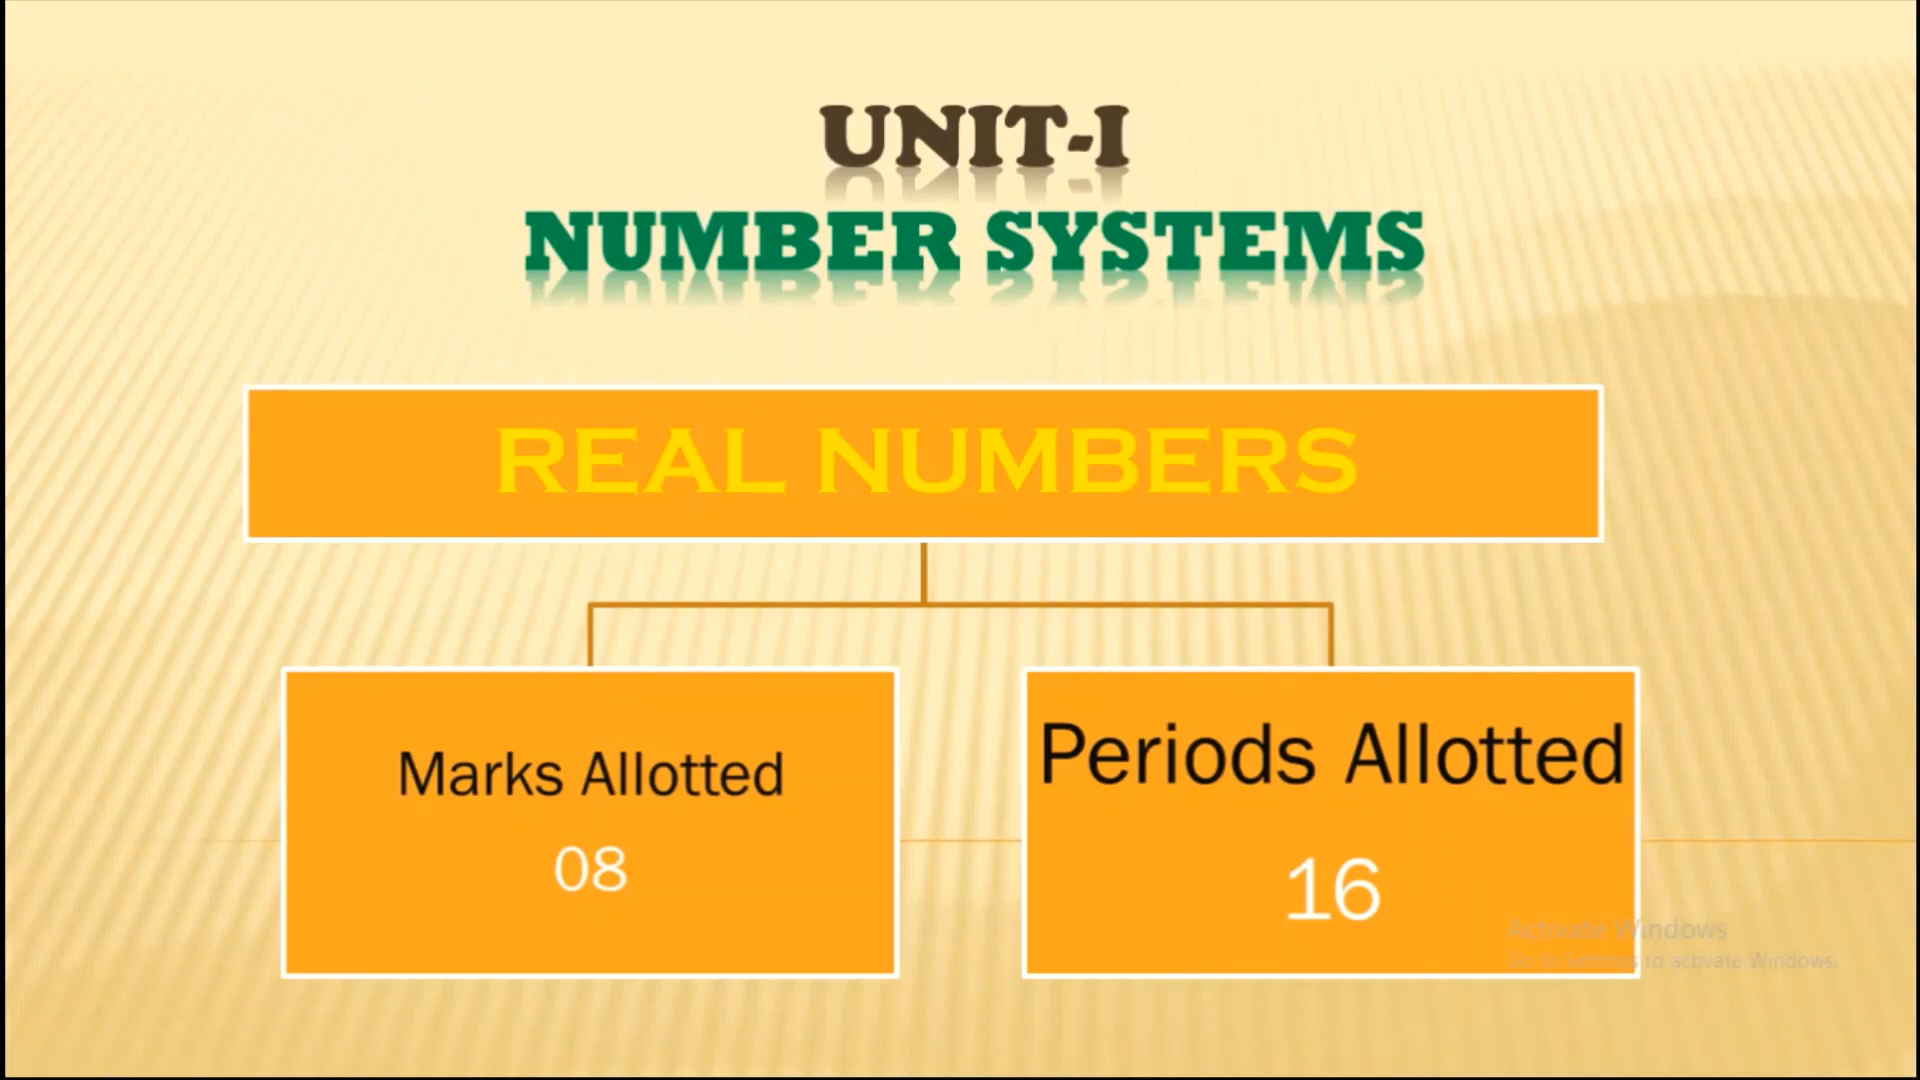 UNIT-I
NUMBER SYSTEMS
REAL NUMBERS
Marks Allotted
08
Periods Allotted
16
Activate Windows
Go to Settings to activate Windows.